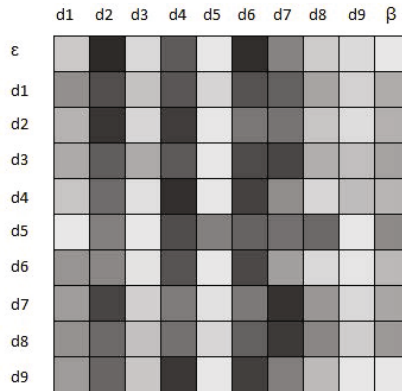 d1 d2 d3 d4 d5 d6 d7 d8 d9 β
ε
d1
d2
d3
d4
d5
d6
d7
d8
d9